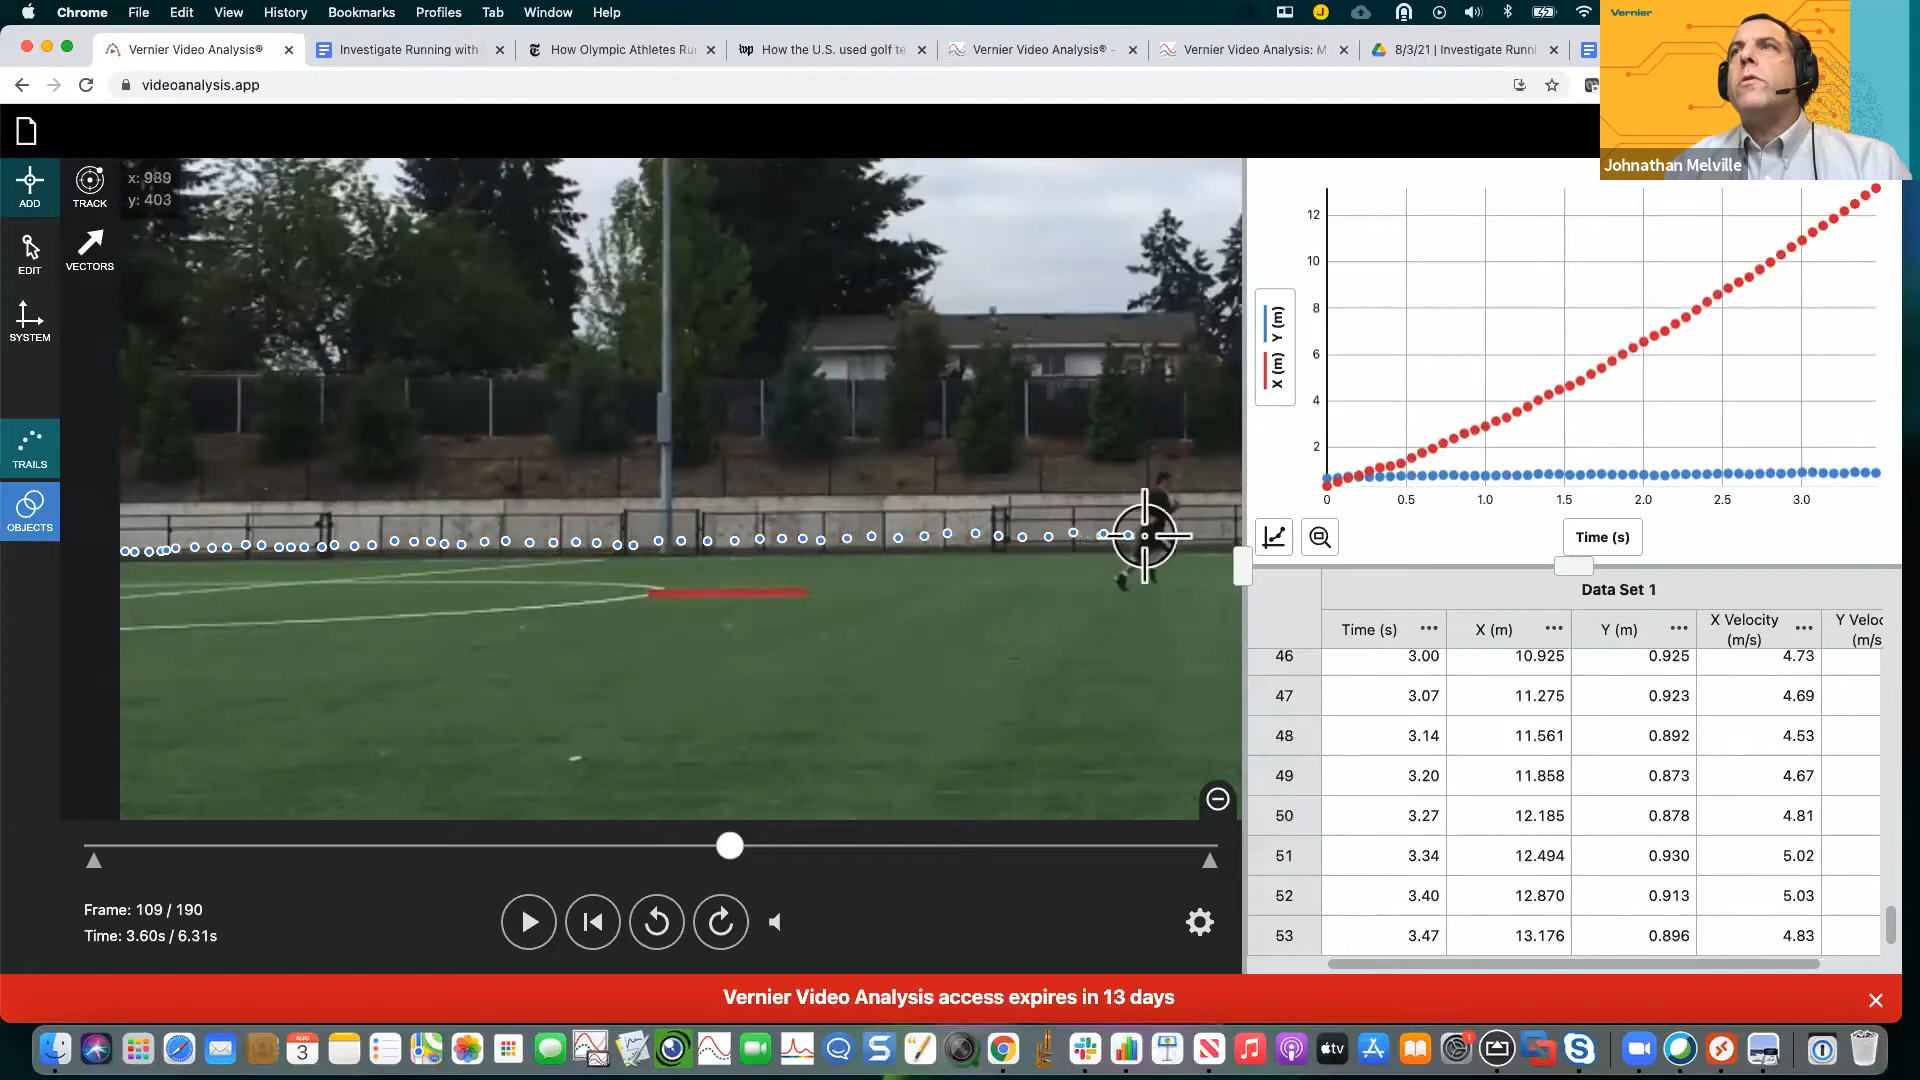 Chrome File Edit View History Bookmarks Profiles Tab Window Help
Vernier
Vernier Video Analysis®
Investigate Running with
How Olympic Athletes Ru
How the U.S. used golf te
Vernier Video Analysis® -
Vernier Video Analysis: M
8/3/21 | Investigate Runni
videoanalysis.app
Johnathan Melville
ADD
TRACK
x: 989
y: 403
EDIT
VECTORS
SYSTEM
TRAILS
OBJECTS
12
10
8
6
4
2
Y (m)
X (m)
0 0.5 1.0 1.5 2.0 2.5 3.0
Time (s)
Data Set 1
Time (s) ••• X (m) ••• Y (m) ••• X Velocity (m/s) ••• Y Veloc (m/s
46 3.00 10.925 0.925 4.73
47 3.07 11.275 0.923 4.69
48 3.14 11.561 0.892 4.53
49 3.20 11.858 0.873 4.67
50 3.27 12.185 0.878 4.81
51 3.34 12.494 0.930 5.02
52 3.40 12.870 0.913 5.03
53 3.47 13.176 0.896 4.83
Frame: 109 / 190
Time: 3.60s / 6.31s
Vernier Video Analysis access expires in 13 days
AUG
3
tv